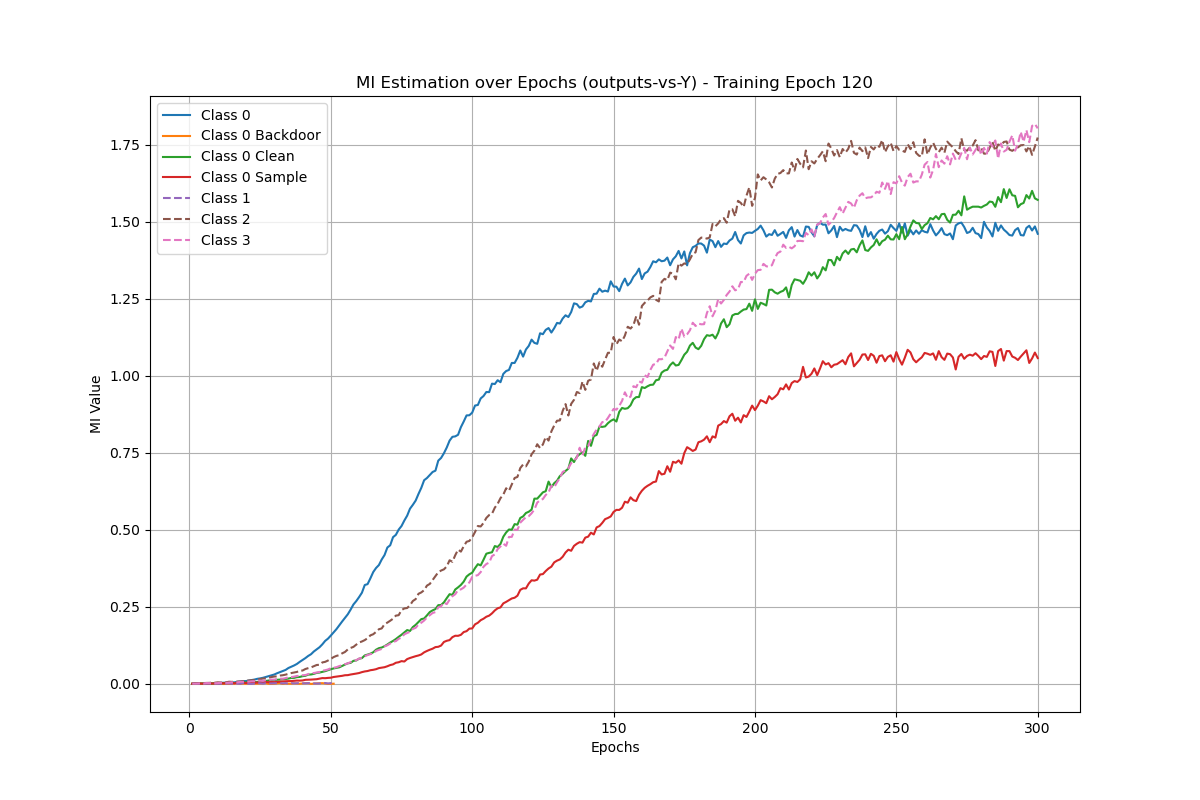 MI Estimation over Epochs (outputs-vs-Y) - Training Epoch 120
Class 0
Class 0 Backdoor
Class 0 Clean
Class 0 Sample
Class 1
Class 2
Class 3
MI Value
1.75
1.50
1.25
1.00
0.75
0.50
0.25
0.00
0 50 100 150 200 250 300
Epochs